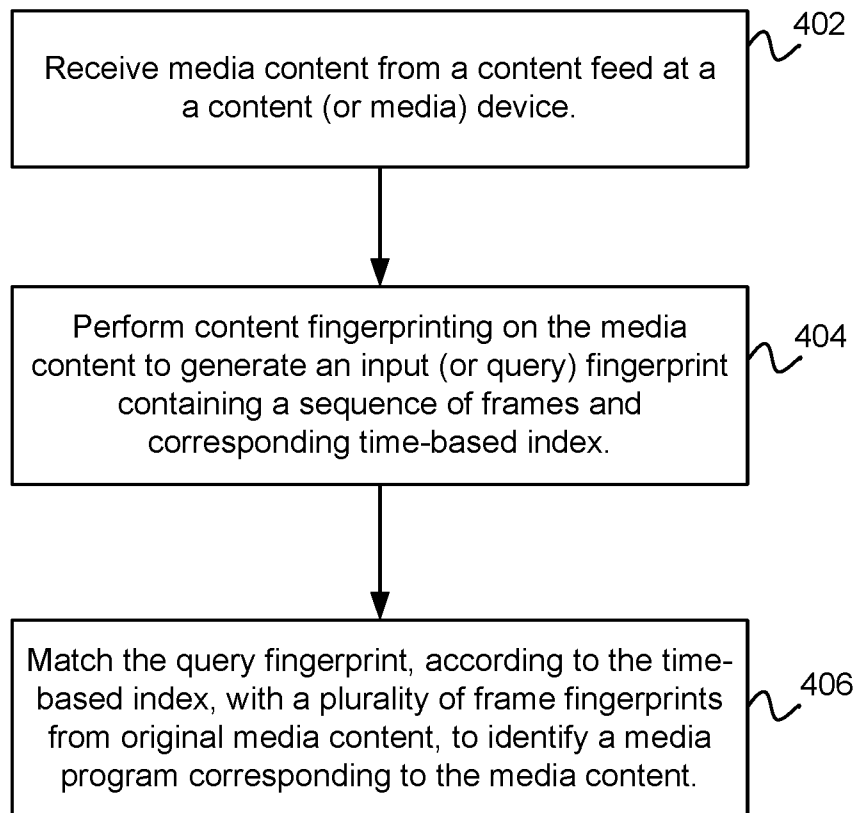 402
Receive media content from a content feed at a
a content (or media) device.
404
Perform content fingerprinting on the media
content to generate an input (or query) fingerprint
containing a sequence of frames and
corresponding time-based index.
406
Match the query fingerprint, according to the time-
based index, with a plurality of frame fingerprints
from original media content, to identify a media
program corresponding to the media content.